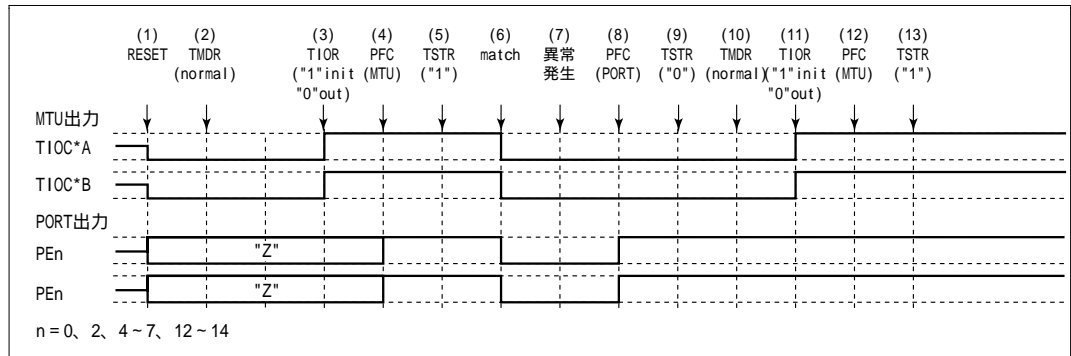 (1) (2) (3) (4) (5) (6) (7) (8) (9) (10) (11) (12) (13)
RESET TMDR TIOR PFC TSTR match 異常 PFC TSTR TMDR TIOR PFC TSTR
(normal) ("1"init (MTU) ("1") 発生 (PORT) ("0") (normal) ("1"init (MTU) ("1")
"0"out) "0"out)
MTU出力
TIOC*A
TIOC*B
PORT出力
PEn "Z"
PEn "Z"
n = 0、2、4~7、12~14